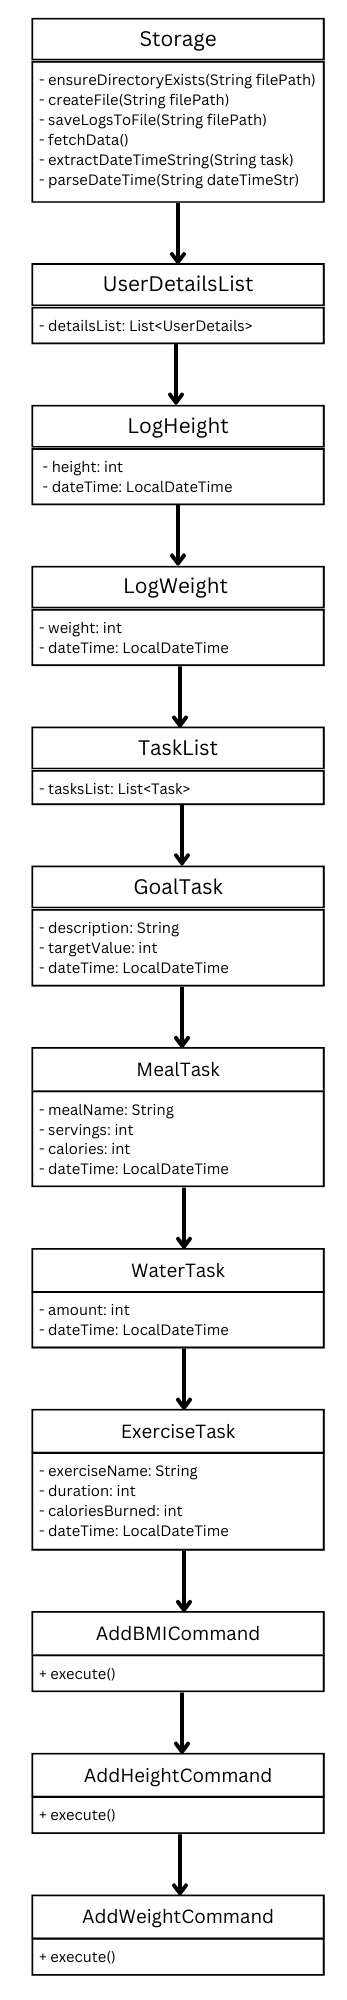 Storage
- ensureDirectoryExists(String filePath)
- createFile(String filePath)
- saveLogsToFile(String filePath)
- fetchData()
- extractDateTimeString(String task)
- parseDateTime(String dateTimeStr)
UserDetailsList
- detailsList: List<UserDetails>
LogHeight
- height: int
- dateTime: LocalDateTime
LogWeight
- weight: int
- dateTime: LocalDateTime
TaskList
- tasksList: List<Task>
GoalTask
- description: String
- targetValue: int
- dateTime: LocalDateTime
MealTask
- mealName: String
- servings: int
- calories: int
- dateTime: LocalDateTime
WaterTask
- amount: int
- dateTime: LocalDateTime
ExerciseTask
- exerciseName: String
- duration: int
- caloriesBurned: int
- dateTime: LocalDateTime
AddBMICommand
+ execute()
AddHeightCommand
+ execute()
AddWeightCommand
+ execute()